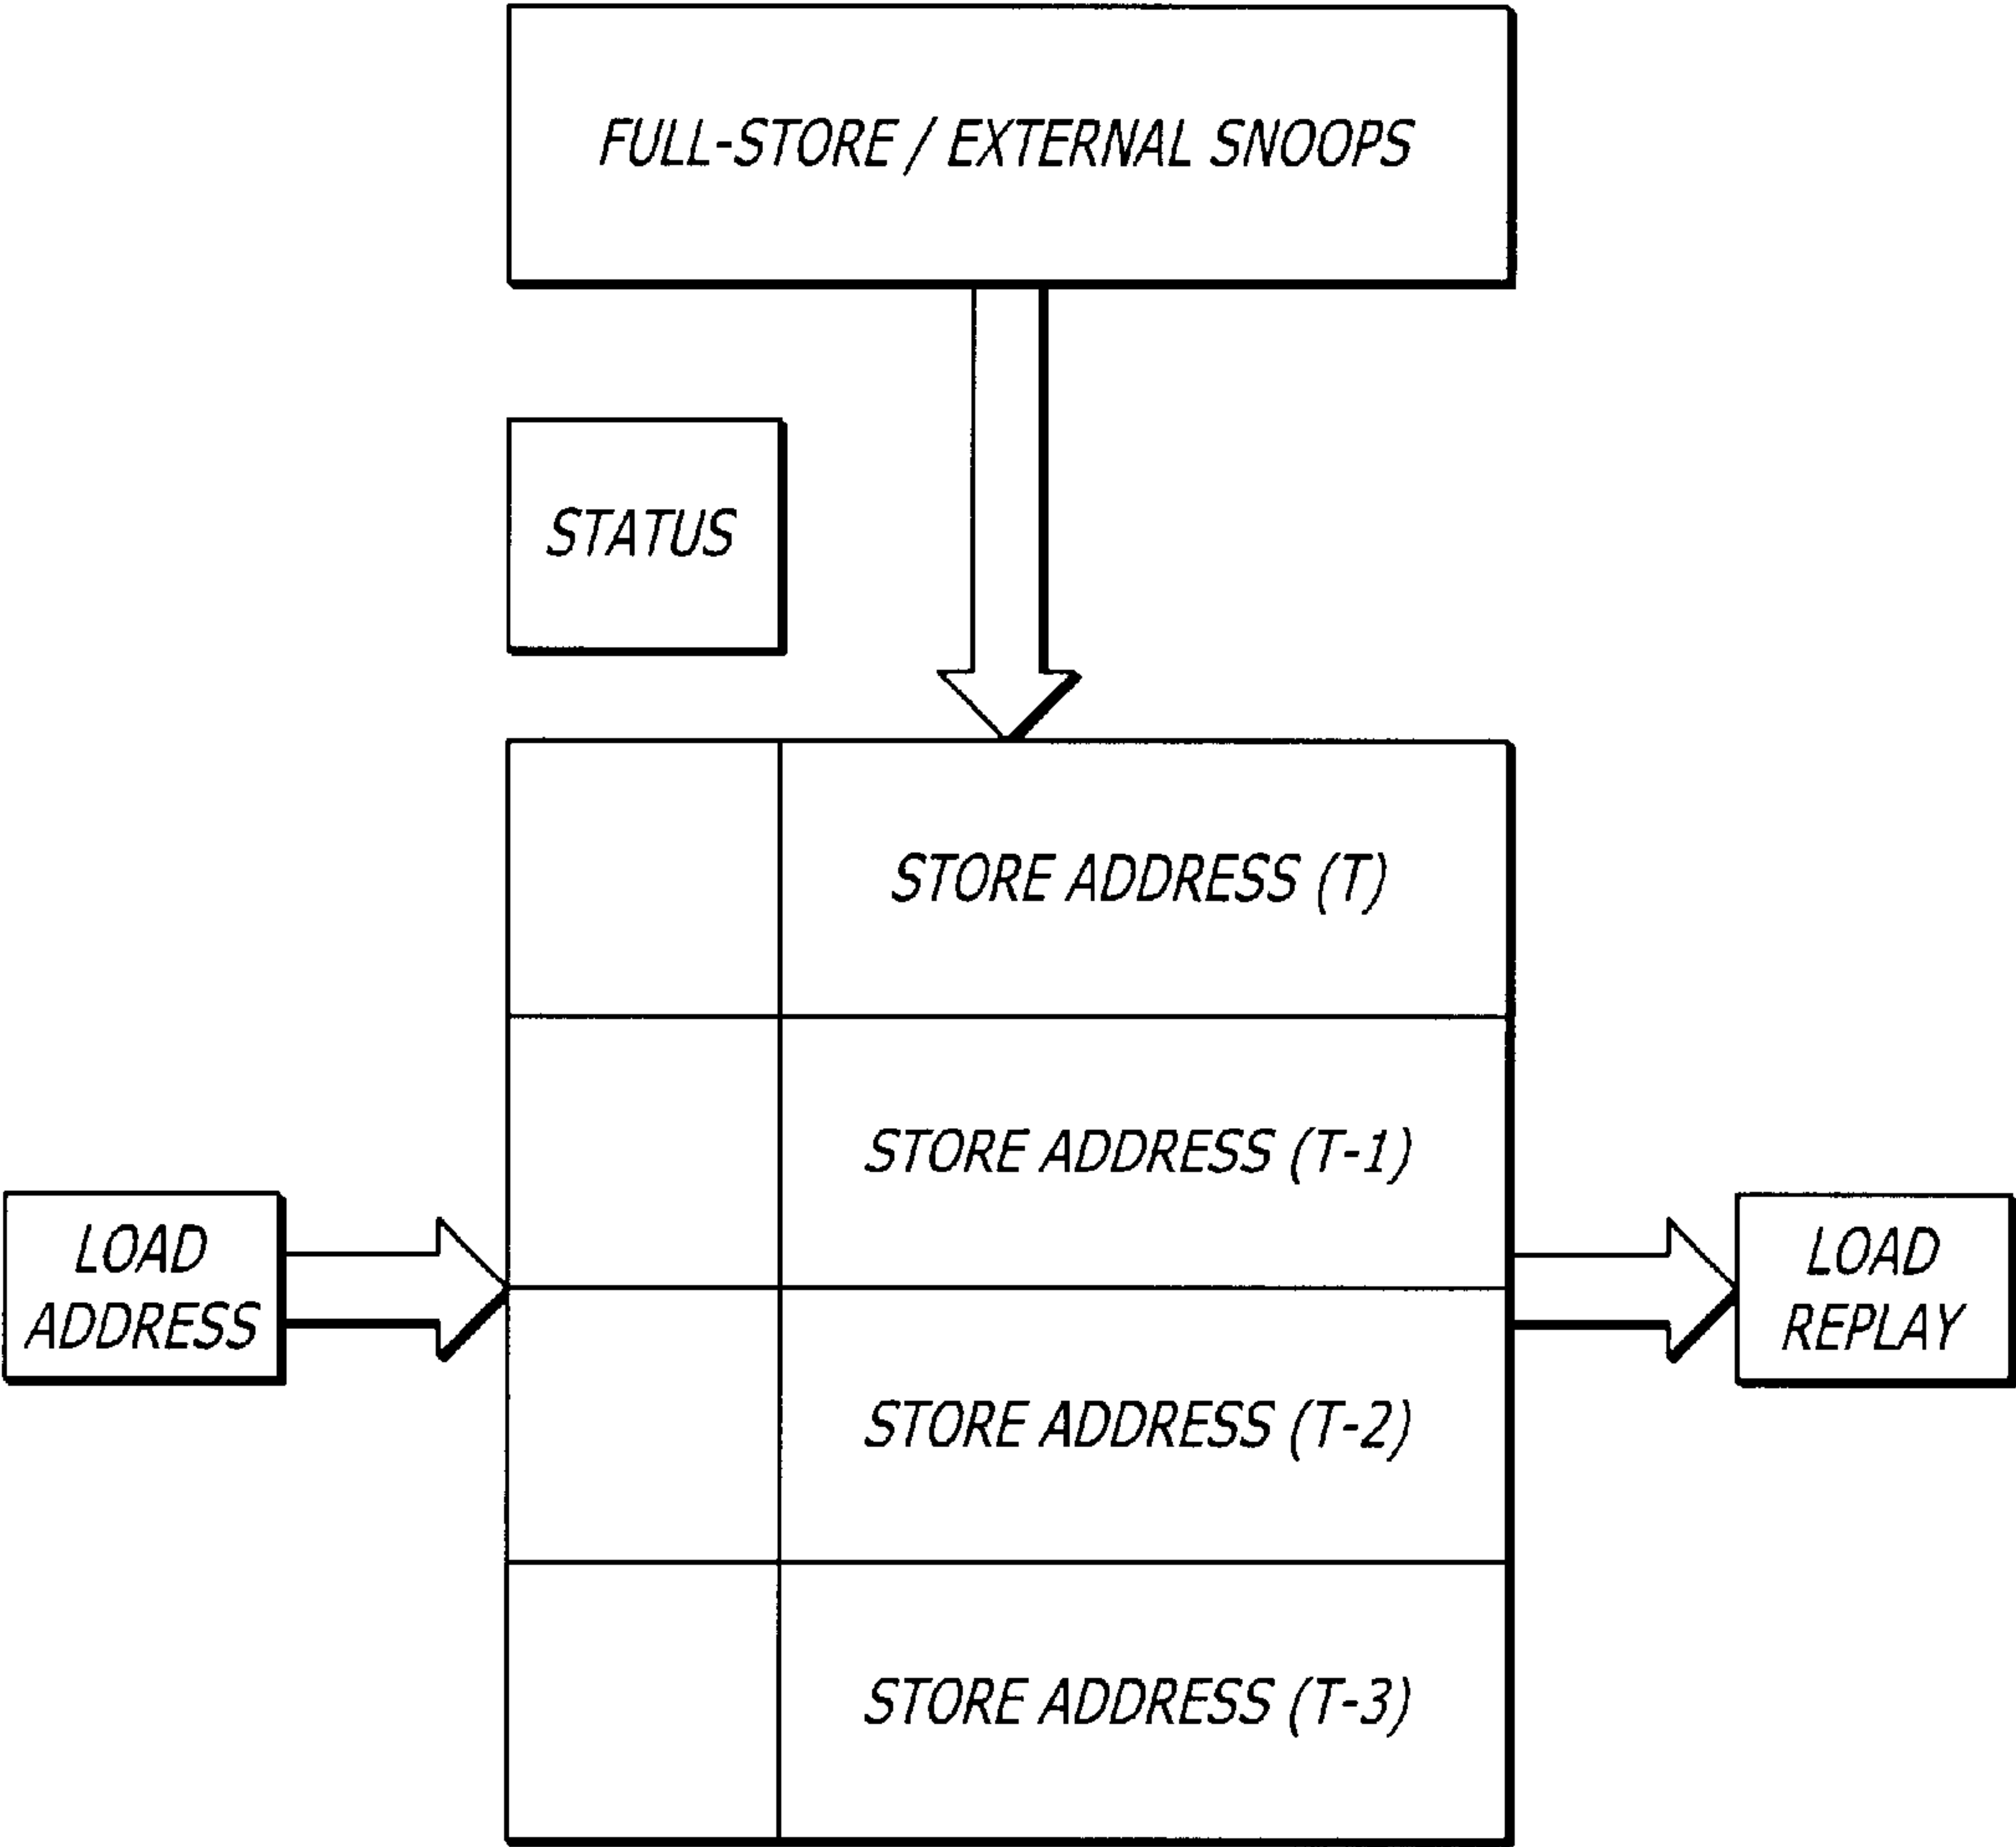 FULL-STORE / EXTERNAL SNOOPS
STATUS
STORE ADDRESS (T)
STORE ADDRESS (T-1)
LOAD
ADDRESS
LOAD
REPLAY
STORE ADDRESS (T-2)
STORE ADDRESS (T-3)